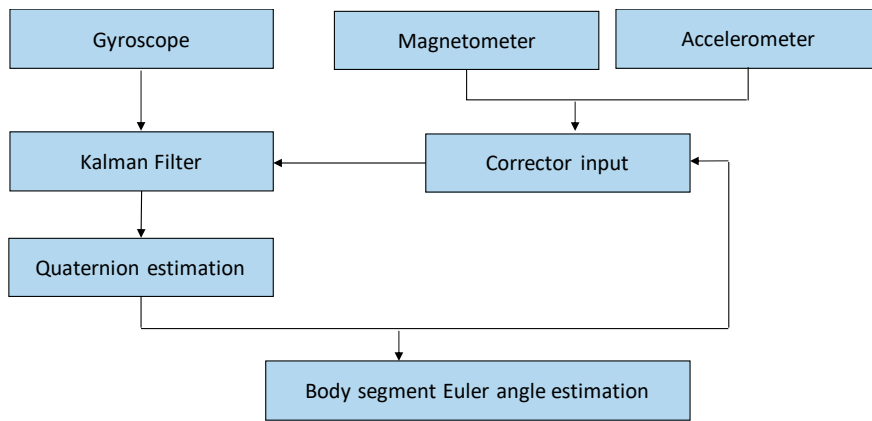 Gyroscope
Magnetometer
Accelerometer
Kalman Filter
Corrector input
Quaternion estimation
Body segment Euler angle estimation